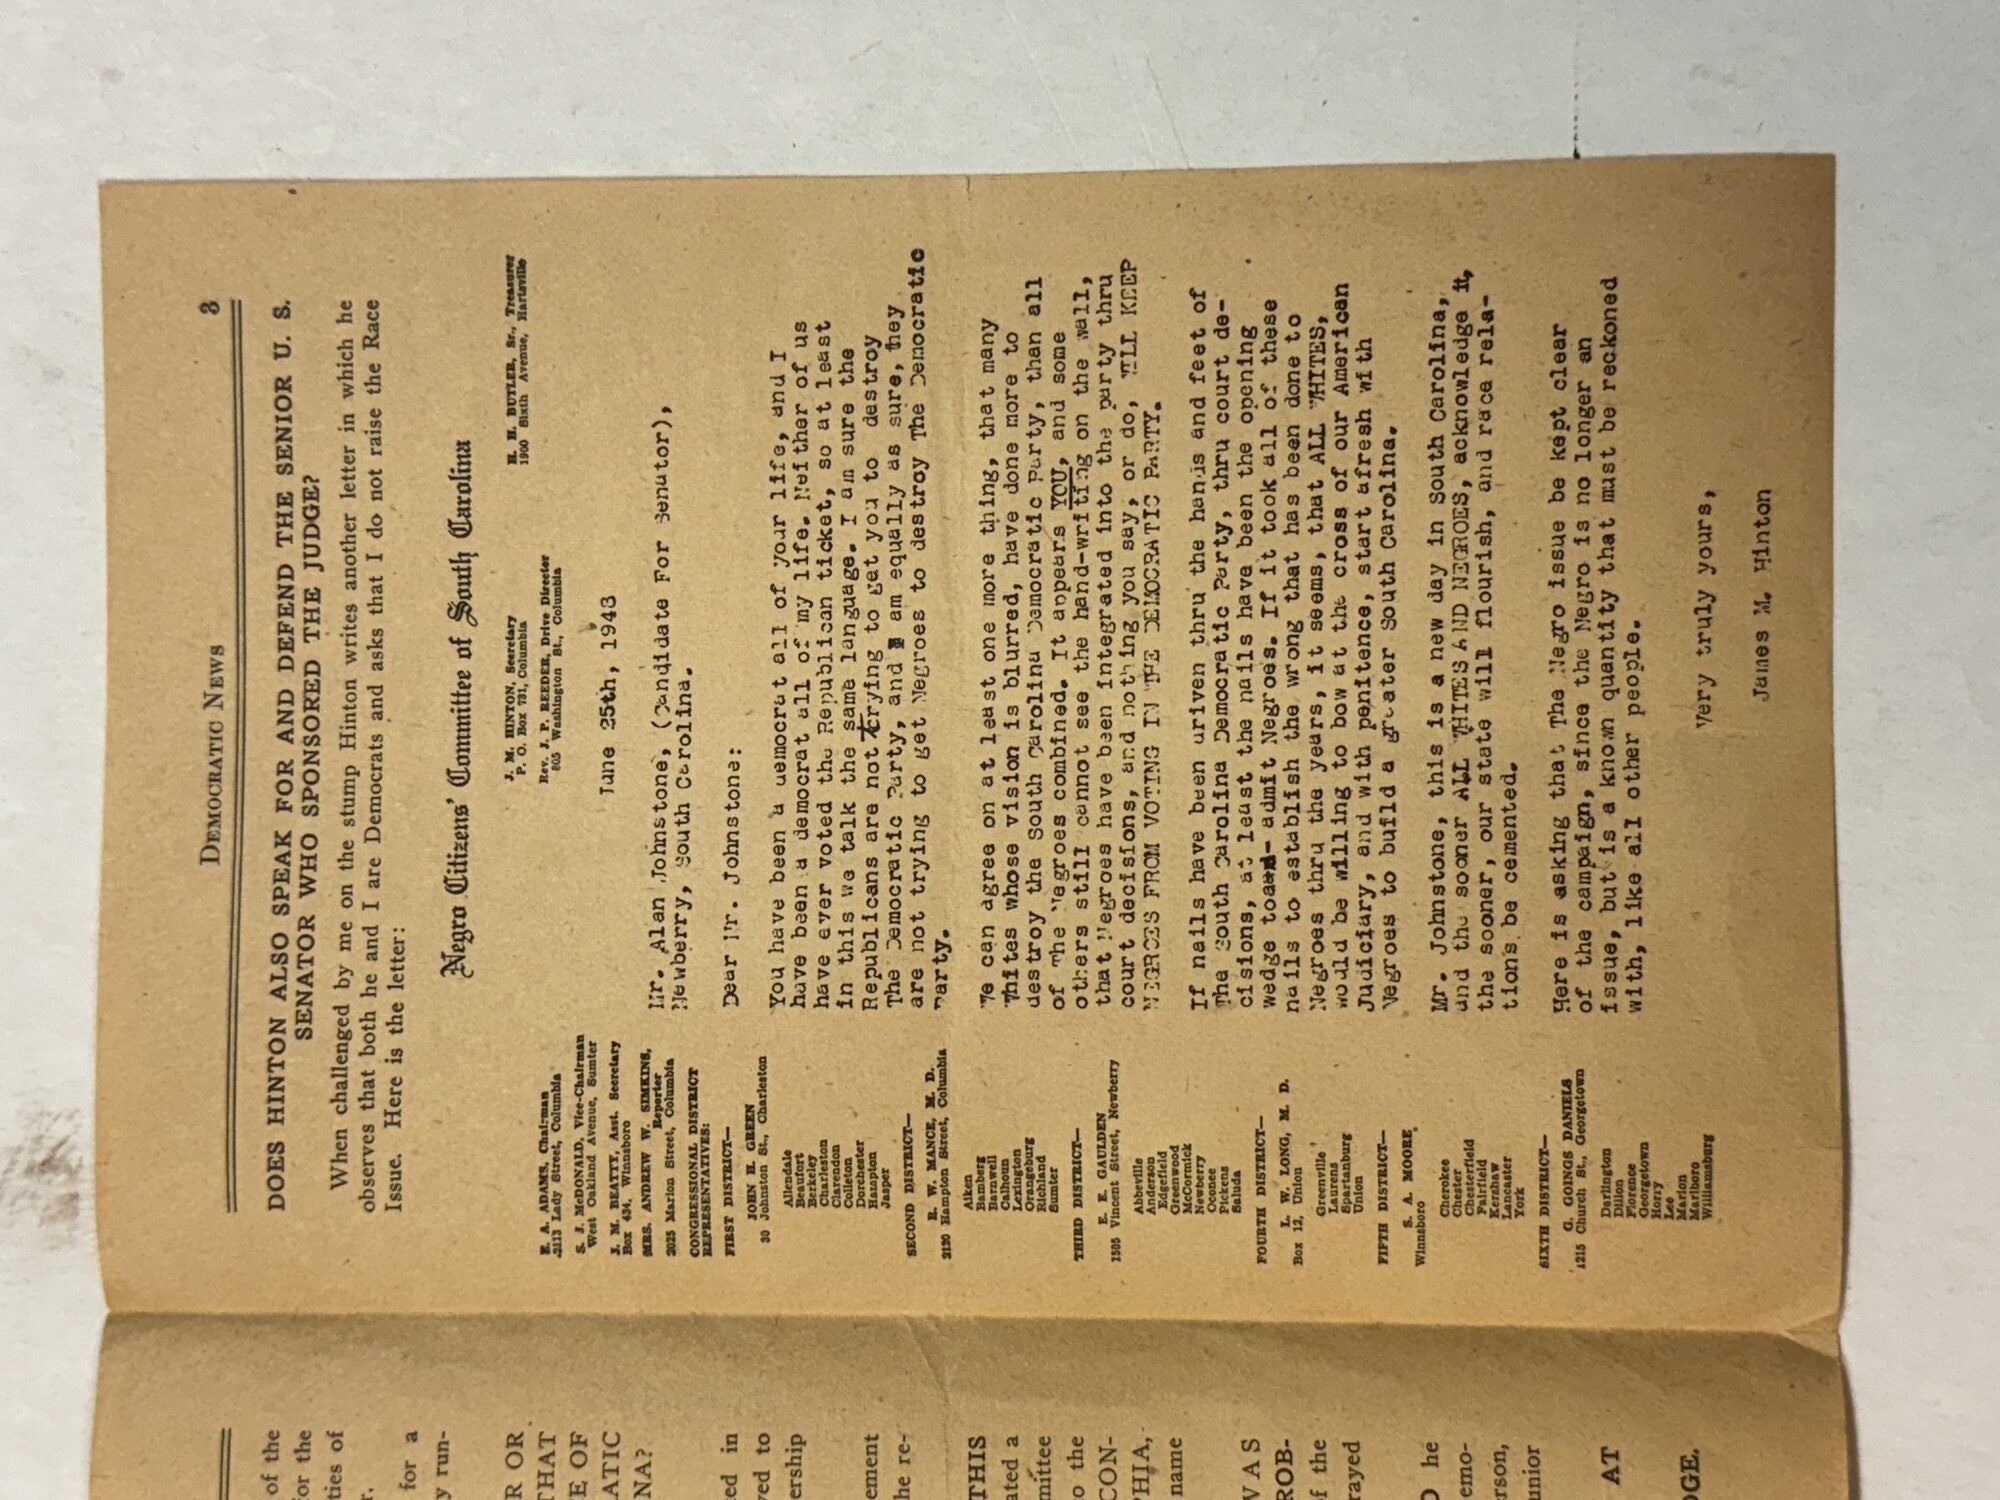 of the
for the
ties of
r.
for a
y run-
R OR
THAT
E OF
ATIC
NA?
ed in
ved to
ership
ement
he re-
THIS
ated a
mittee
to the
CON-
PHIA,
name
WAS
ROB-
of the
rayed
O he
emo-
erson,
unior
AT
DGE.
DEMOCRATIC NEWS 3
DOES HINTON ALSO SPEAK FOR AND DEFEND THE SENIOR U. S.
SENATOR WHO SPONSORED THE JUDGE?
When challenged by me on the stump Hinton writes another letter in which he
observes that both he and I are Democrats and asks that I do not raise the Race
Issue. Here is the letter:
Negro Citizens' Committee of South Carolina
E. A. ADAMS, Chairman
2113 Lady Street, Columbia
S. J. McDONALD, Vice-Chairman
West Oakland Avenue, Sumter
J. M. BEATTY, Asst. Secretary
Box 434, Winnsboro
MRS. ANDREW W. SIMKINS,
Reporter
2025 Marion Street, Columbia
CONGRESSIONAL DISTRICT
REPRESENTATIVES:
FIRST DISTRICT—
JOHN H. GREEN
30 Johnston St., Charleston
Allendale
Beaufort
Berkeley
Charleston
Clarendon
Colleton
Dorchester
Hampton
Jasper
SECOND DISTRICT—
R. W. MANCE, M. D.
2120 Hampton Street, Columbia
Aiken
Bamberg
Barnwell
Calhoun
Lexington
Orangeburg
Richland
Sumter
THIRD DISTRICT—
E. E. GAULDEN
1505 Vincent Street, Newberry
Abbeville
Anderson
Edgefield
Greenwood
McCormick
Newberry
Oconee
Pickens
Saluda
FOURTH DISTRICT—
L. W. LONG, M. D.
Box 12, Union
Greenville
Laurens
Spartanburg
Union
FIFTH DISTRICT—
S. A. MOORE
Winnsboro
Cherokee
Chester
Chesterfield
Fairfield
Kershaw
Lancaster
York
SIXTH DISTRICT—
G. GOINGS DANIELS
1215 Church St., Georgetown
Darlington
Dillon
Florence
Georgetown
Horry
Lee
Marion
Marlboro
Williamsburg
J. M. HINTON, Secretary
P. O. Box 731, Columbia
Rev. J. P. REEDER, Drive Director
805 Washington St., Columbia
H. H. BUTLER, Sr., Treasurer
1900 Sixth Avenue, Hartsville
June 25th, 1948
Mr. Alan Johnstone, (Candidate For Senator),
Newberry, South Carolina.
Dear Mr. Johnstone:
You have been a democrat all of your life, and I
have been a democrat all of my life. Neither of us
have ever voted the Republican ticket, so at least
in this we talk the same language. I am sure the
Republicans are not trying to get you to destroy
The Democratic Party, and I am equally as sure, they
are not trying to get Negroes to destroy The Democratic
Party.
We can agree on at least one more thing, that many
Whites whose vision is blurred, have done more to
destroy the South Carolina Democratic Party, than all
of The Negroes combined. It appears YOU, and some
others still cannot see the hand-writing on the wall,
that Negroes have been integrated into the party thru
court decisions, and nothing you say, or do, WILL KEEP
NEGROES FROM VOTING IN THE DEMOCRATIC PARTY.
If nails have been driven thru the hands and feet of
The South Carolina Democratic Party, thru court de-
cisions, at least the nails have been the opening
wedge to admit Negroes. If it took all of these
nails to establish the wrong that has been done to
Negroes thru the years, it seems, that ALL WHITES,
would be willing to bow at the cross of our American
Judiciary, and with penitence, start afresh with
Negroes to build a greater South Carolina.
Mr. Johnstone, this is a new day in South Carolina,
and the sooner ALL WHITES AND NEGROES, acknowledge it,
the sooner, our state will flourish, and race rela-
tions be cemented.
Here is asking that The Negro issue be kept clear
of the campaign, since the Negro is no longer an
issue, but is a known quantity that must be reckoned
with, like all other people.
Very truly yours,
James M. Hinton